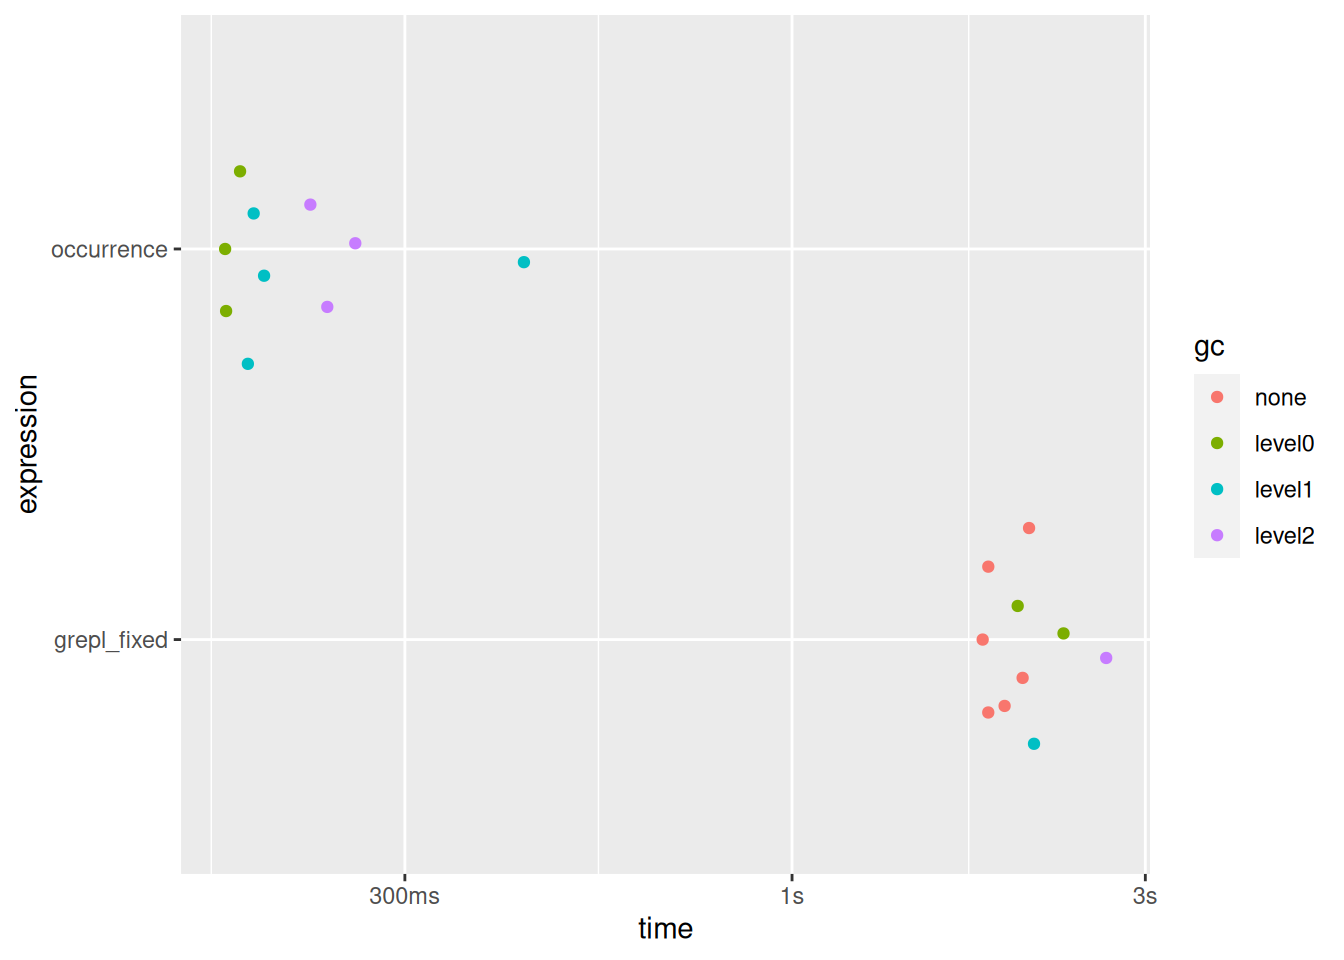 occurrence
grepl_fixed
expression
300ms
1s
3s
time
gc
none
level0
level1
level2